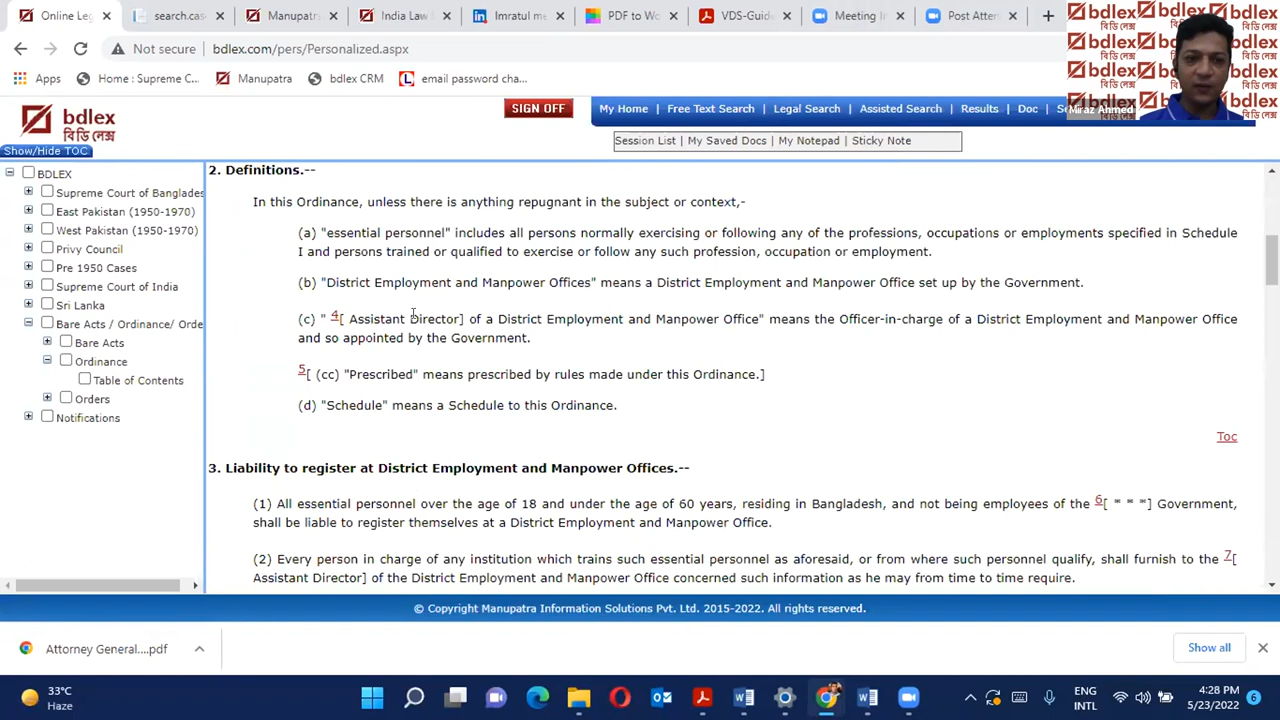 Online Leg
search.cas
Manupatr
India Law
Imratul me
PDF to Wo
VDS-Guide
Meeting i
Post Atten
Not secure
bdlex.com/pers/Personalized.aspx
Apps
Home : Supreme C...
Manupatra
bdlex CRM
email password cha...
bdlex
বিডি লেক্স
Miraz Ahmed
bdlex
বিডি লেক্স
SIGN OFF
My Home | Free Text Search | Legal Search | Assisted Search | Results | Doc |
Session List | My Saved Docs | My Notepad | Sticky Note
Show/Hide TOC
BDLEX
Supreme Court of Banglades
East Pakistan (1950-1970)
West Pakistan (1950-1970)
Privy Council
Pre 1950 Cases
Supreme Court of India
Sri Lanka
Bare Acts / Ordinance/ Orde
Bare Acts
Ordinance
Table of Contents
Orders
Notifications
2. Definitions.--
In this Ordinance, unless there is anything repugnant in the subject or context,-
(a) "essential personnel" includes all persons normally exercising or following any of the professions, occupations or employments specified in Schedule
I and persons trained or qualified to exercise or follow any such profession, occupation or employment.
(b) "District Employment and Manpower Offices" means a District Employment and Manpower Office set up by the Government.
(c) " 4[ Assistant Director] of a District Employment and Manpower Office" means the Officer-in-charge of a District Employment and Manpower Office
and so appointed by the Government.
5[ (cc) "Prescribed" means prescribed by rules made under this Ordinance.]
(d) "Schedule" means a Schedule to this Ordinance.
Toc
3. Liability to register at District Employment and Manpower Offices.--
(1) All essential personnel over the age of 18 and under the age of 60 years, residing in Bangladesh, and not being employees of the 6[ * * *] Government,
shall be liable to register themselves at a District Employment and Manpower Office.
(2) Every person in charge of any institution which trains such essential personnel as aforesaid, or from where such personnel qualify, shall furnish to the 7[
Assistant Director] of the District Employment and Manpower Office concerned such information as he may from time to time require.
© Copyright Manupatra Information Solutions Pvt. Ltd. 2015-2022. All rights reserved.
Attorney General....pdf
Show all
33°C
Haze
ENG
INTL
4:28 PM
5/23/2022
6